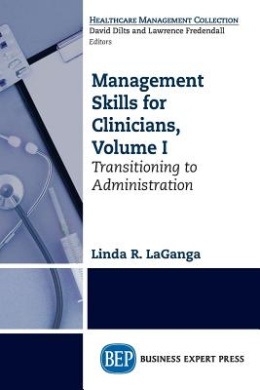 HEALTHCARE MANAGEMENT COLLECTION
David Dilts and Lawrence Fredendall
Editors
Management
Skills for
Clinicians,
Volume I
Transitioning to
Administration
Linda R. LaGanga
BEP
BUSINESS EXPERT PRESS